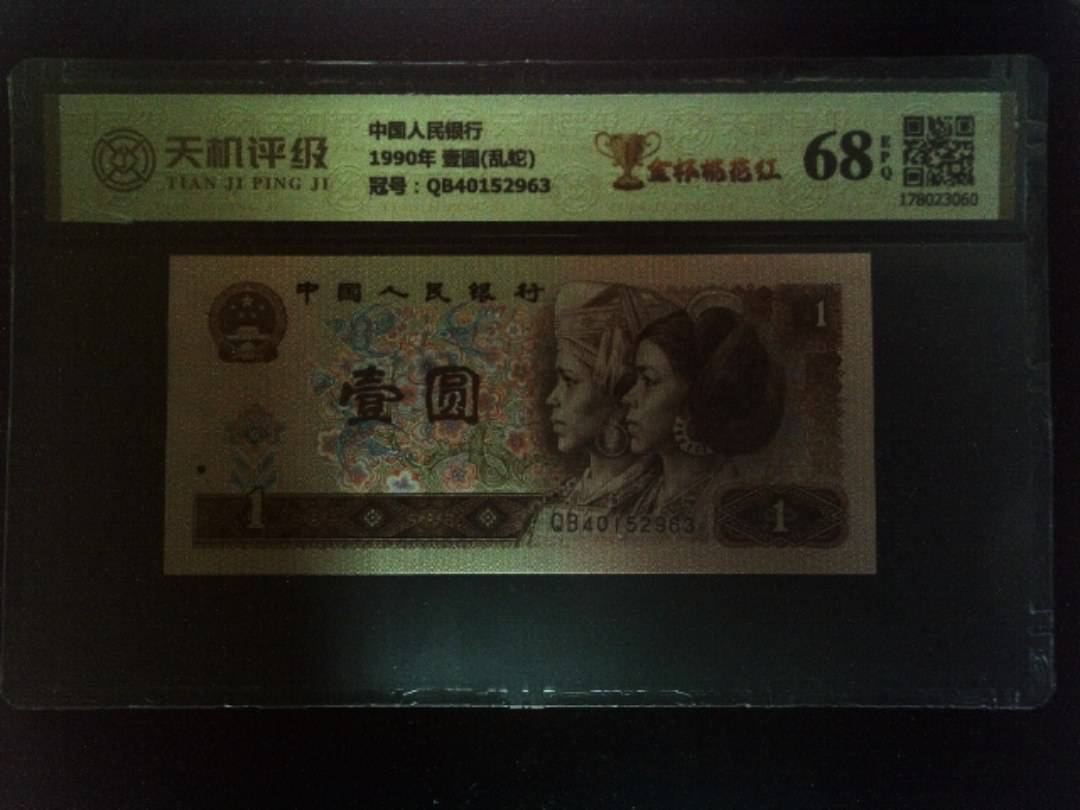 天机评级
TIAN JI PING JI
中国人民银行
1990年 壹圆(乱蛇)
冠号：QB40152963
金杯桃花红
68
EPQ
178023060
中国人民银行
壹圆
1
1
QB40152963
1